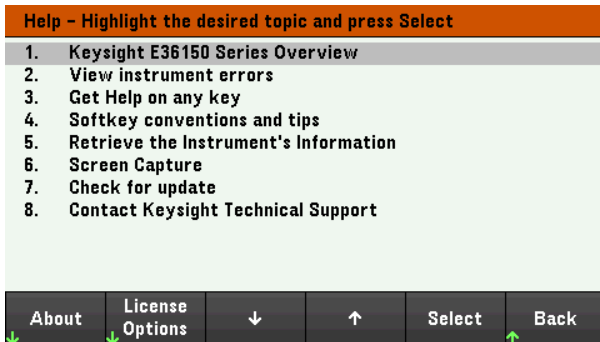 Help – Highlight the desired topic and press Select
1. Keysight E36150 Series Overview
2. View instrument errors
3. Get Help on any key
4. Softkey conventions and tips
5. Retrieve the Instrument's Information
6. Screen Capture
7. Check for update
8. Contact Keysight Technical Support
About
License
Options
↓
↑
Select
Back